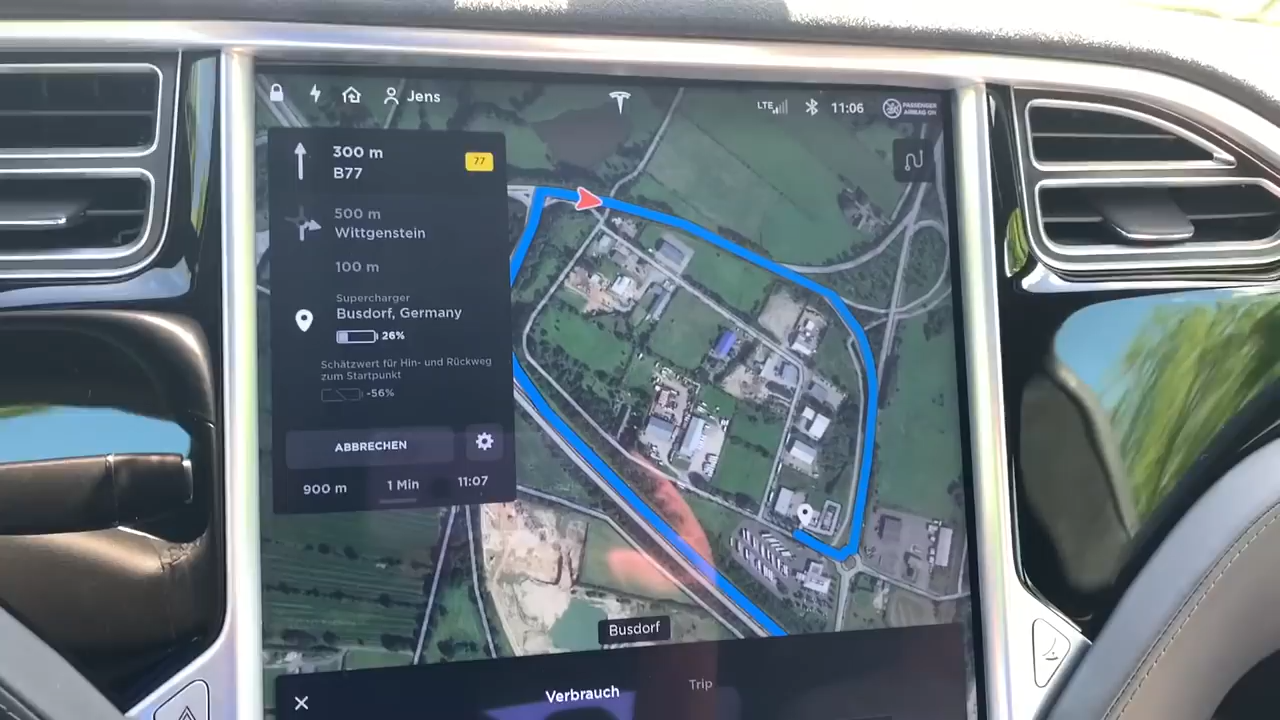 Jens
LTE
11:06
PASSENGER
AIRBAG ON
300 m
B77
77
500 m
Wittgenstein
100 m
Supercharger
Busdorf, Germany
26%
Schätzwert für Hin- und Rückweg
zum Startpunkt
-56%
ABBRECHEN
900 m
1 Min
11:07
Busdorf
Verbrauch
Trip